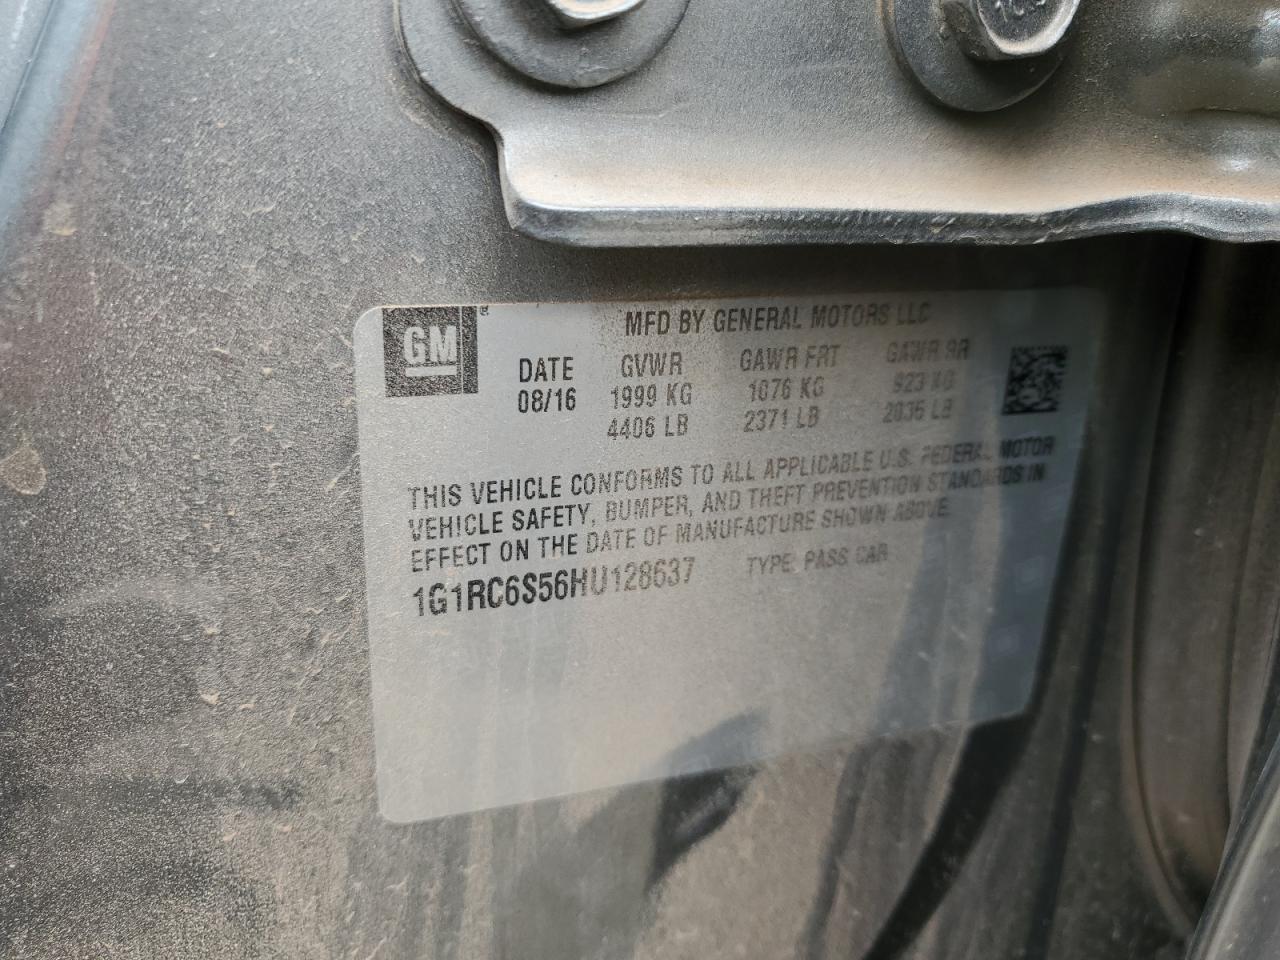 GM
MFD BY GENERAL MOTORS LLC
DATE GVWR GAWR FRT GAWR RR
08/16 1999 KG 1076 KG 923 KG
4406 LB 2371 LB 2035 LB
THIS VEHICLE CONFORMS TO ALL APPLICABLE U.S. FEDERAL MOTOR
VEHICLE SAFETY, BUMPER, AND THEFT PREVENTION STANDARDS IN
EFFECT ON THE DATE OF MANUFACTURE SHOWN ABOVE.
1G1RC6S56HU128637 TYPE: PASS CAR